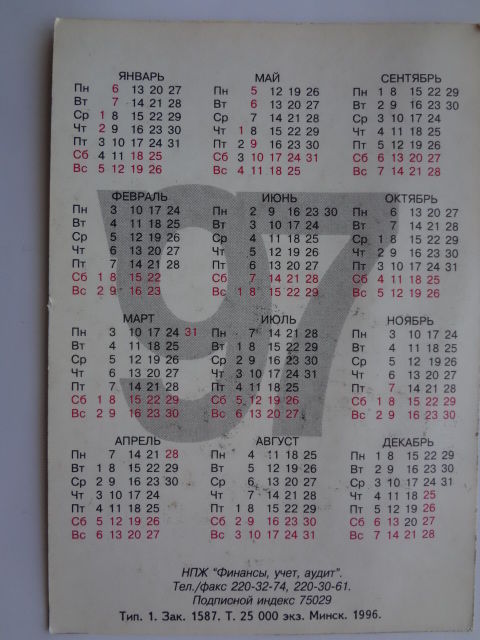 ЯНВАРЬ МАЙ СЕНТЯБРЬ
Пн 6 13 20 27 Пн 5 12 19 26 Пн 1 8 15 22 29
Вт 7 14 21 28 Вт 6 13 20 27 Вт 2 9 16 23 30
Ср 1 8 15 22 29 Ср 7 14 21 28 Ср 3 10 17 24
Чт 2 9 16 23 30 Чт 1 8 15 22 29 Чт 4 11 18 25
Пт 3 10 17 24 31 Пт 2 9 16 23 30 Пт 5 12 19 26
Сб 4 11 18 25 Сб 3 10 17 24 31 Сб 6 13 20 27
Вс 5 12 19 26 Вс 4 11 18 25 Вс 7 14 21 28
97
ФЕВРАЛЬ ИЮНЬ ОКТЯБРЬ
Пн 3 10 17 24 Пн 2 9 16 23 30 Пн 6 13 20 27
Вт 4 11 18 25 Вт 3 10 17 24 Вт 7 14 21 28
Ср 5 12 19 26 Ср 4 11 18 25 Ср 1 8 15 22 29
Чт 6 13 20 27 Чт 5 12 19 26 Чт 2 9 16 23 30
Пт 7 14 21 28 Пт 6 13 20 27 Пт 3 10 17 24 31
Сб 1 8 15 22 Сб 7 14 21 28 Сб 4 11 18 25
Вс 2 9 16 23 Вс 1 8 15 22 29 Вс 5 12 19 26
МАРТ ИЮЛЬ НОЯБРЬ
Пн 3 10 17 24 31 Пн 7 14 21 28 Пн 3 10 17 24
Вт 4 11 18 25 Вт 1 8 15 22 29 Вт 4 11 18 25
Ср 5 12 19 26 Ср 2 9 16 23 30 Ср 5 12 19 26
Чт 6 13 20 27 Чт 3 10 17 24 31 Чт 6 13 20 27
Пт 7 14 21 28 Пт 4 11 18 25 Пт 7 14 21 28
Сб 1 8 15 22 29 Сб 5 12 19 26 Сб 1 8 15 22 29
Вс 2 9 16 23 30 Вс 6 13 20 27 Вс 2 9 16 23 30
АПРЕЛЬ АВГУСТ ДЕКАБРЬ
Пн 7 14 21 28 Пн 4 11 18 25 Пн 1 8 15 22 29
Вт 1 8 15 22 29 Вт 5 12 19 26 Вт 2 9 16 23 30
Ср 2 9 16 23 30 Ср 6 13 20 27 Ср 3 10 17 24 31
Чт 3 10 17 24 Чт 7 14 21 28 Чт 4 11 18 25
Пт 4 11 18 25 Пт 1 8 15 22 29 Пт 5 12 19 26
Сб 5 12 19 26 Сб 2 9 16 23 30 Сб 6 13 20 27
Вс 6 13 20 27 Вс 3 10 17 24 31 Вс 7 14 21 28
НПЖ "Финансы, учет, аудит".
Тел./факс 220-32-74, 220-30-61.
Подписной индекс 75029
Тип. 1. Зак. 1587. Т. 25 000 экз. Минск. 1996.